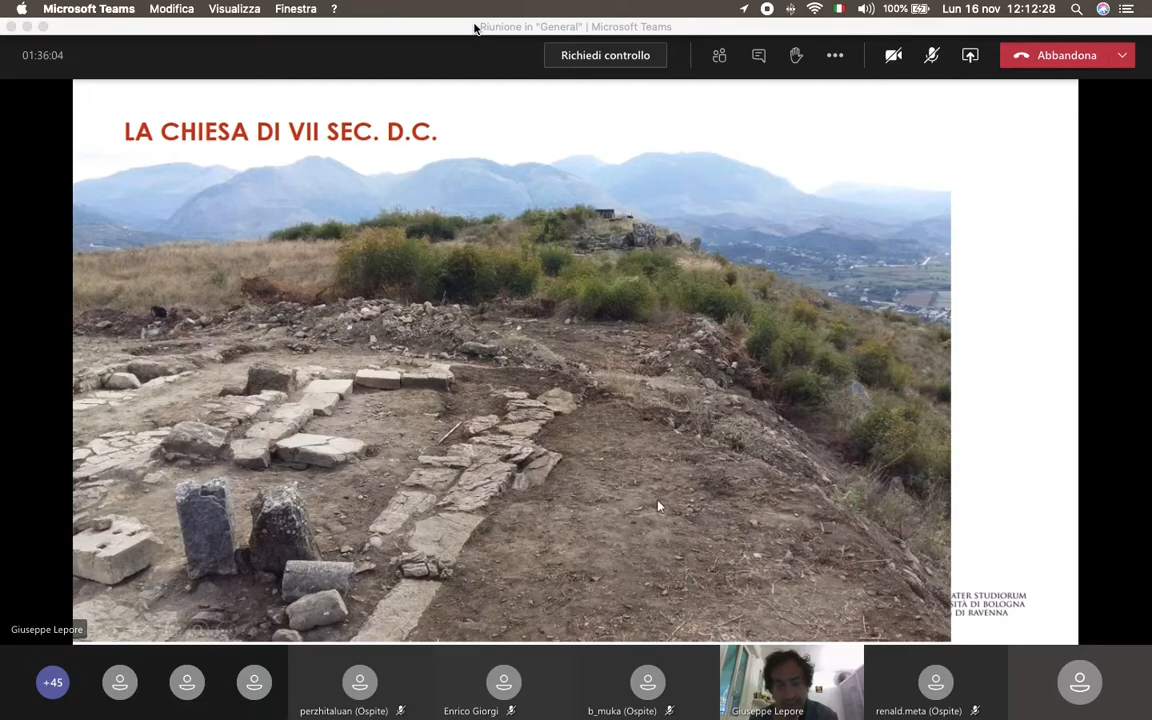 Microsoft Teams Modifica Visualizza Finestra ? 100% Lun 16 nov 12:12:28
Riunione in "General" | Microsoft Teams
01:36:04 Richiedi controllo Abbandona
LA CHIESA DI VII SEC. D.C.
ATER STUDIORUM
SITÀ DI BOLOGNA
DI RAVENNA
Giuseppe Lepore
+45 perzhitaluan (Ospite) Enrico Giorgi b_muka (Ospite) Giuseppe Lepore renald.meta (Ospite)